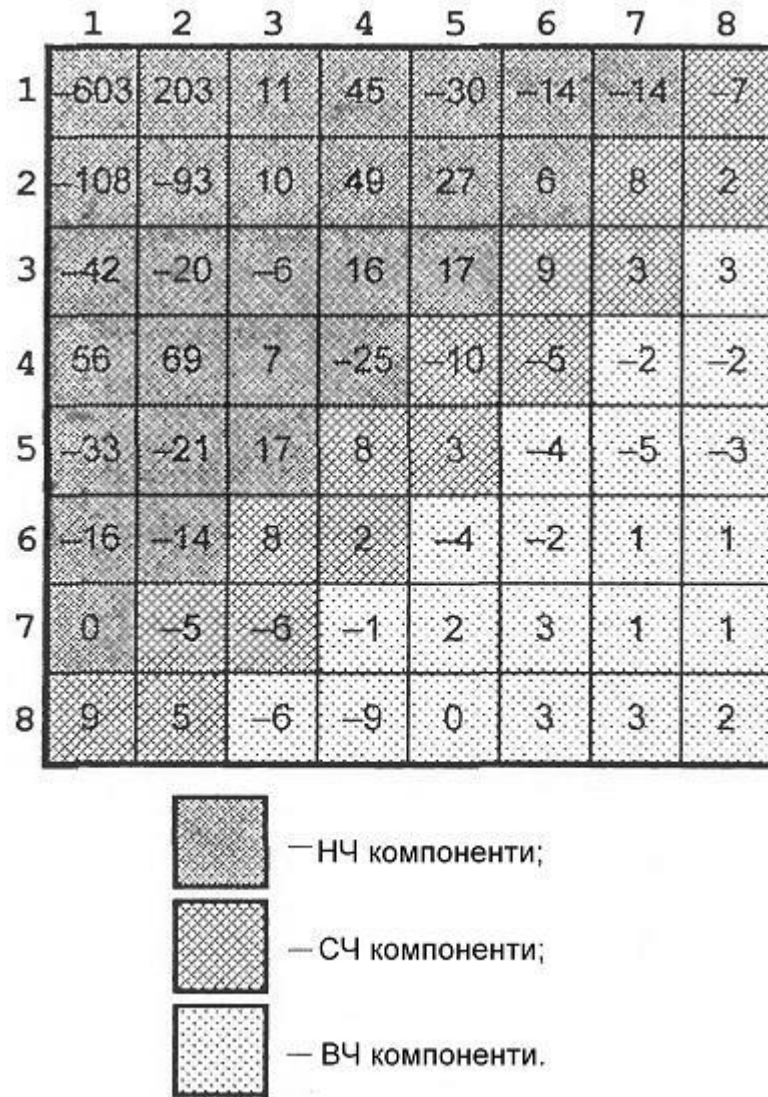 1 2 3 4 5 6 7 8
1 –603 203 11 45 –30 –14 –14 –7
2 –108 –93 10 49 27 6 8 2
3 –42 –20 –6 16 17 9 3 3
4 56 69 7 –25 –10 –5 –2 –2
5 –33 –21 17 8 3 –4 –5 –3
6 –16 –14 8 2 –4 –2 1 1
7 0 –5 –6 –1 2 3 1 1
8 9 5 –6 –9 0 3 3 2
— НЧ компоненти;
— СЧ компоненти;
— ВЧ компоненти.